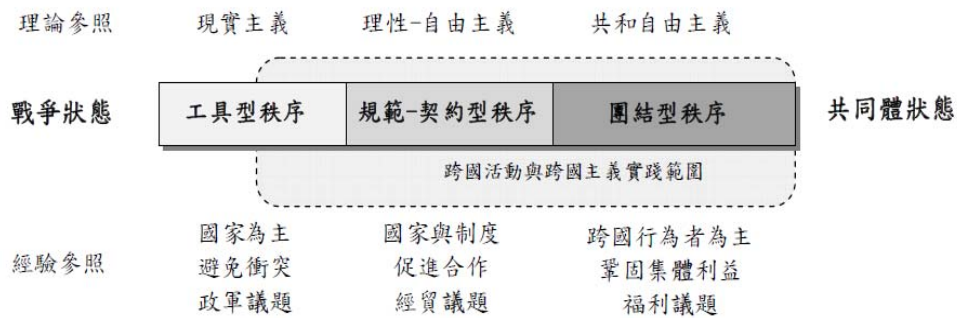 理論參照 現實主義 理性-自由主義 共和自由主義
戰爭狀態 工具型秩序 規範-契約型秩序 團結型秩序 共同體狀態
跨國活動與跨國主義實踐範圍
國家為主 國家與制度 跨國行為者為主
經驗參照 避免衝突 促進合作 鞏固集體利益
政軍議題 經貿議題 福利議題